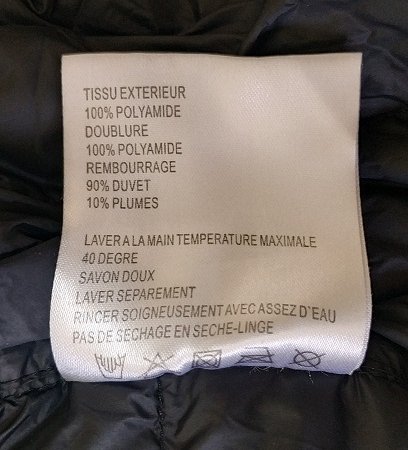 TISSU EXTERIEUR
100% POLYAMIDE
DOUBLURE
100% POLYAMIDE
REMBOURRAGE
90% DUVET
10% PLUMES
LAVER A LA MAIN TEMPERATURE MAXIMALE
40 DEGRE
SAVON DOUX
LAVER SEPAREMENT
RINCER SOIGNEUSEMENT AVEC ASSEZ D`EAU
PAS DE SECHAGE EN SECHE-LINGE